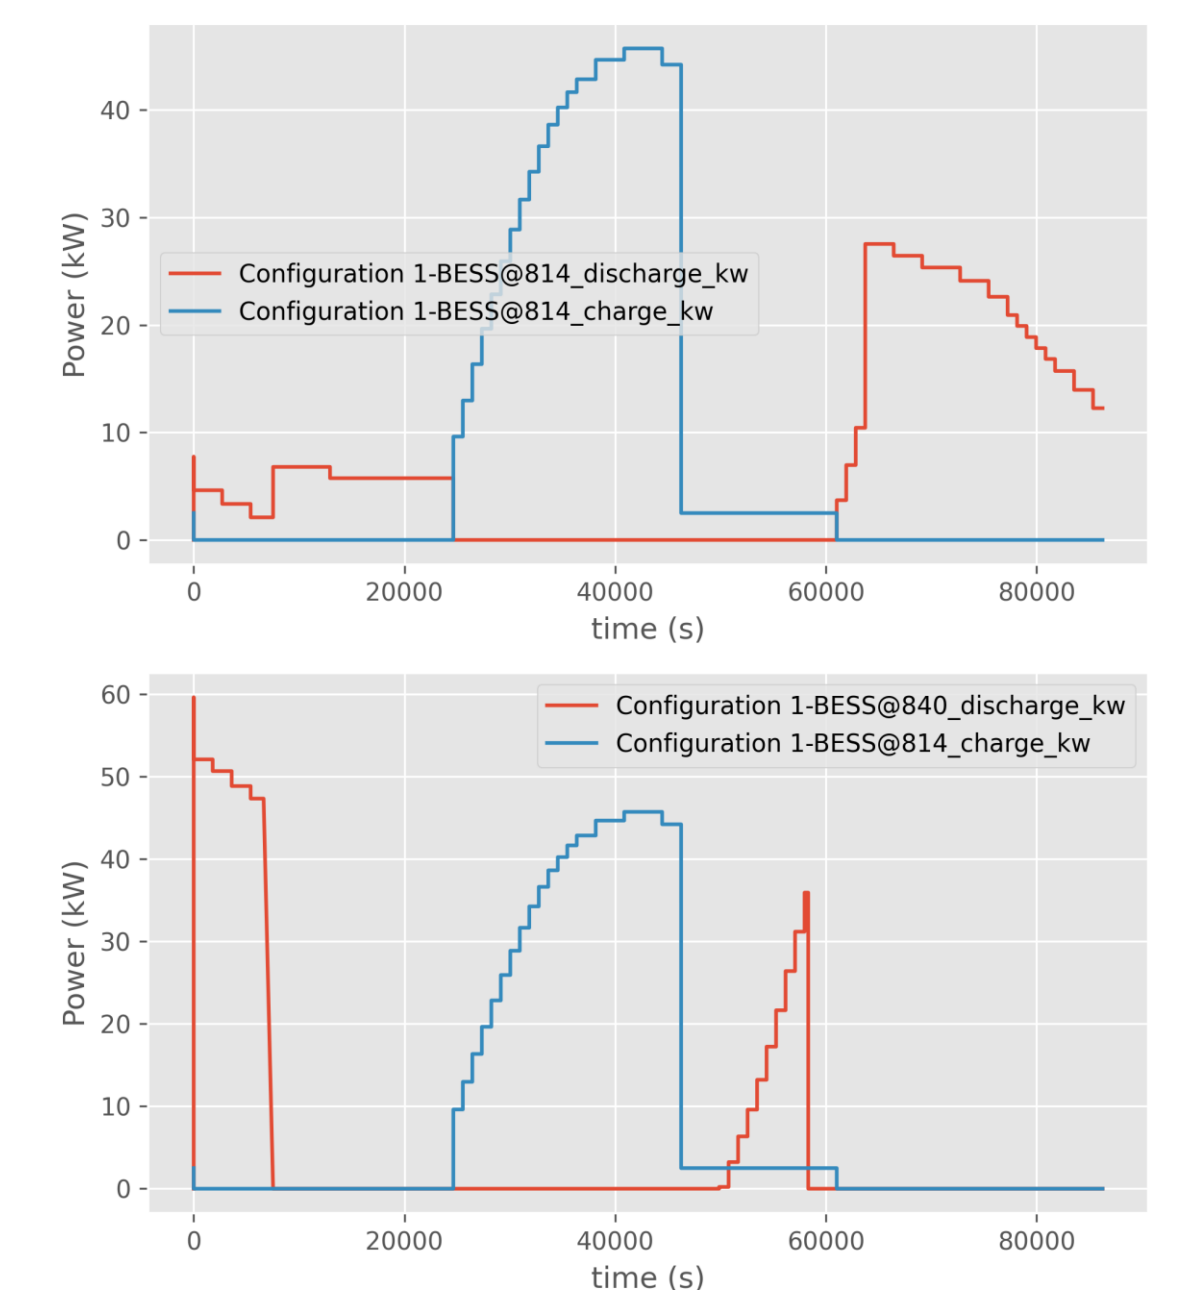 40
30
20
10
0
Power (kW)
Configuration 1-BESS@814_discharge_kw
Configuration 1-BESS@814_charge_kw
0 20000 40000 60000 80000
time (s)
60
50
40
30
20
10
0
Power (kW)
Configuration 1-BESS@840_discharge_kw
Configuration 1-BESS@814_charge_kw
0 20000 40000 60000 80000
time (s)